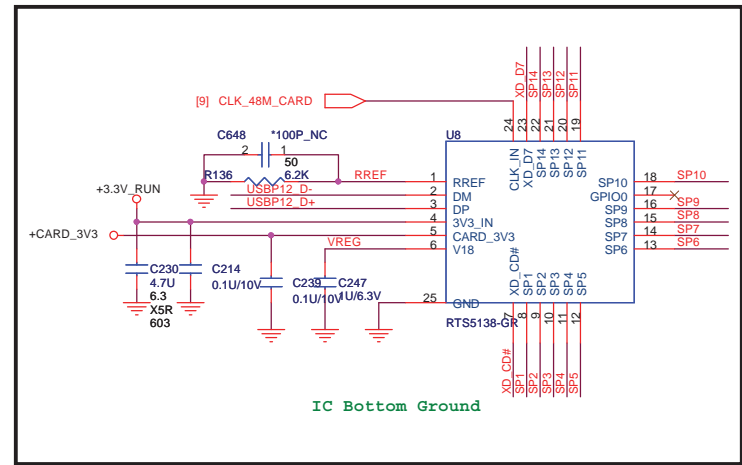 XD_D7
SP14
SP13
SP12
SP11
[9] CLK_48M_CARD
24
23
22
21
20
19
C648
*100P_NC
U8
2
1
50
CLK_IN
XD_D7
SP14
SP13
SP12
SP11
R136
6.2K
RREF
1
RREF
SP10
18
SP10
+3.3V_RUN
USBP12_D-
2
DM
GPIO0
17
USBP12_D+
3
DP
SP9
16
SP9
4
3V3_IN
SP8
15
SP8
+CARD_3V3
5
CARD_3V3
SP7
14
SP7
VREG
6
V18
SP6
13
SP6
C230
4.7U
6.3
X5R
603
C214
0.1U/10V
C239
0.1U/10V
C247
1U/6.3V
XD_CD#
SP1
SP2
SP3
SP4
SP5
25
GND
RTS5138-GR
7
8
9
10
11
12
XD_CD#
SP1
SP2
SP3
SP4
SP5
IC Bottom Ground